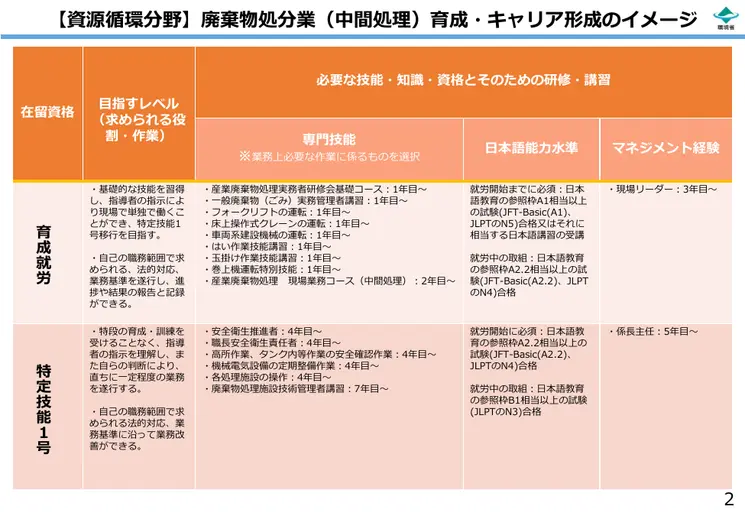 【資源循環分野】廃棄物処分業（中間処理）育成・キャリア形成のイメージ
環境省
在留資格
目指すレベル
（求められる役
割・作業）
必要な技能・知識・資格とそのための研修・講習
専門技能
※業務上必要な作業に係るものを選択
日本語能力水準
マネジメント経験
育成就労
・基礎的な技能を習得
し、指導者の指示によ
り現場で単独で働くこ
とができ、特定技能1
号移行を目指す。
・自己の職務範囲で求
められる、法的対応、
業務基準を遂行し、進
捗や結果の報告と記録
ができる。
・産業廃棄物処理実務者研修会基礎コース：1年目～
・一般廃棄物（ごみ）実務管理者講習：1年目～
・フォークリフトの運転：1年目～
・床上操作式クレーンの運転：1年目～
・車両系建設機械の運転：1年目～
・はい作業技能講習：1年目～
・玉掛け作業技能講習：1年目～
・巻上機運転特別技能：1年目～
・産業廃棄物処理　現場業務コース（中間処理）：2年目～
就労開始までに必須：日本
語教育の参照枠A1相当以上
の試験(JFT-Basic(A1)、
JLPTのN5)合格又はそれに
相当する日本語講習の受講
就労中の取組：日本語教育
の参照枠A2.2相当以上の試
験(JFT-Basic(A2.2)、JLPT
のN4)合格
・現場リーダー：3年目～
特定技能1号
・特段の育成・訓練を
受けることなく、指導
者の指示を理解し、ま
た自らの判断により、
直ちに一定程度の業務
を遂行する。
・自己の職務範囲で求
められる法的対応、業
務基準に沿って業務改
善ができる。
・安全衛生推進者：4年目～
・職長安全衛生責任者：4年目～
・高所作業、タンク内等作業の安全確認作業：4年目～
・機械電気設備の定期整備作業：4年目～
・各処理施設の操作：4年目～
・廃棄物処理施設技術管理者講習：7年目～
就労開始に必須：日本語教
育の参照枠A2.2相当以上の
試験(JFT-Basic(A2.2)、
JLPTのN4)合格
就労中の取組：日本語教育
の参照枠B1相当以上の試験
(JLPTのN3)合格
・係長主任：5年目～
2